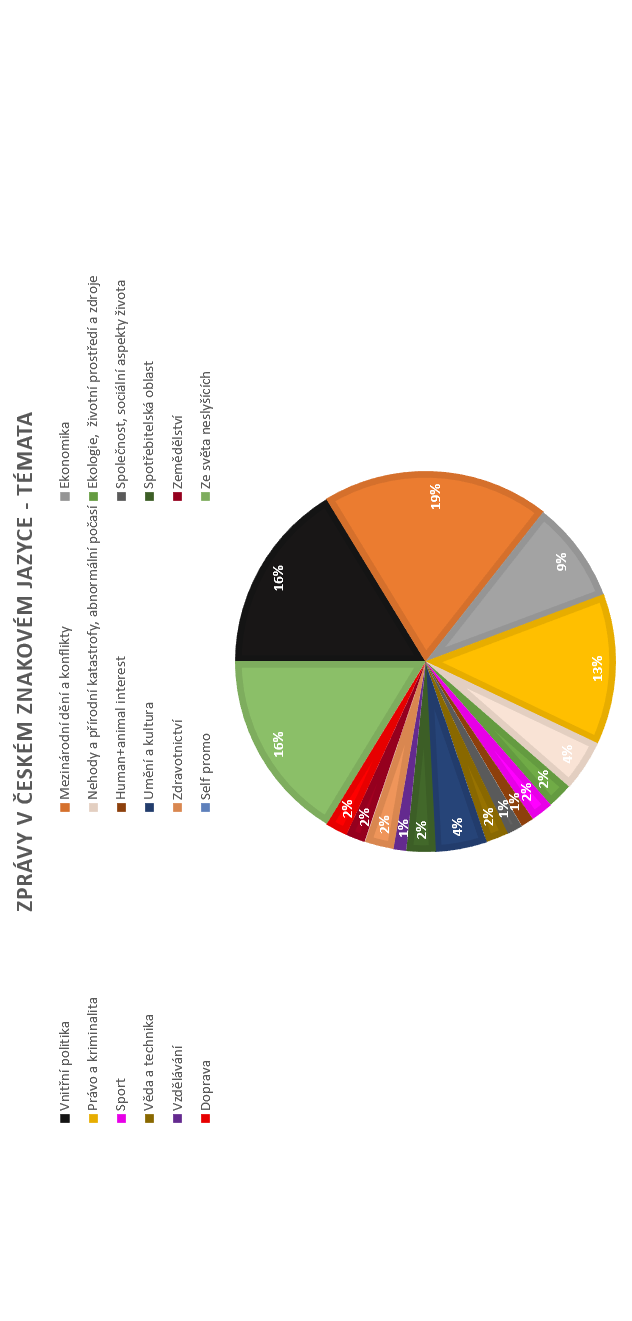 ZPRÁVY V ČESKÉM ZNAKOVÉM JAZYCE - TÉMATA
Vnitřní politika
Mezinárodní dění a konflikty
Ekonomika
Právo a kriminalita
Nehody a přírodní katastrofy, abnormální počasí
Ekologie, životní prostředí a zdroje
Sport
Human+animal interest
Společnost, sociální aspekty života
Věda a technika
Umění a kultura
Spotřebitelská oblast
Vzdělávání
Zdravotnictví
Zemědělství
Doprava
Self promo
Ze světa neslyšících
16%
19%
9%
13%
4%
2%
2%
1%
1%
2%
4%
2%
1%
2%
2%
2%
16%